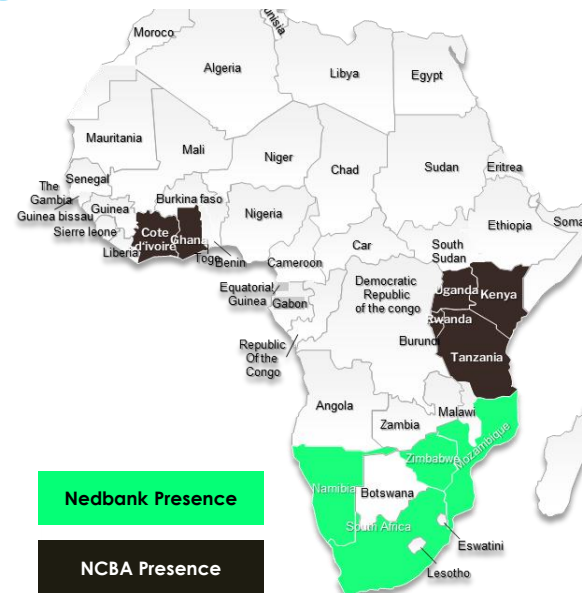 Moroco
Tunisia
Algeria
Libya
Egypt
Mauritania
Mali
Niger
Chad
Sudan
Eritrea
The
Gambia
Senegal
Guinea bissau
Guinea
Sierre leone
Liberia
Burkina faso
Cote
d'ivoire
Ghana
Togo
Benin
Nigeria
Cameroon
Car
South
Sudan
Ethiopia
Soma
Equatorial
Guinea
Gabon
Republic
Of the
Congo
Democratic
Republic
of the congo
Uganda
Kenya
Rwanda
Burundi
Tanzania
Angola
Zambia
Malawi
Mozambique
Zimbabwe
Namibia
Botswana
South Africa
Eswatini
Lesotho
Nedbank Presence
NCBA Presence